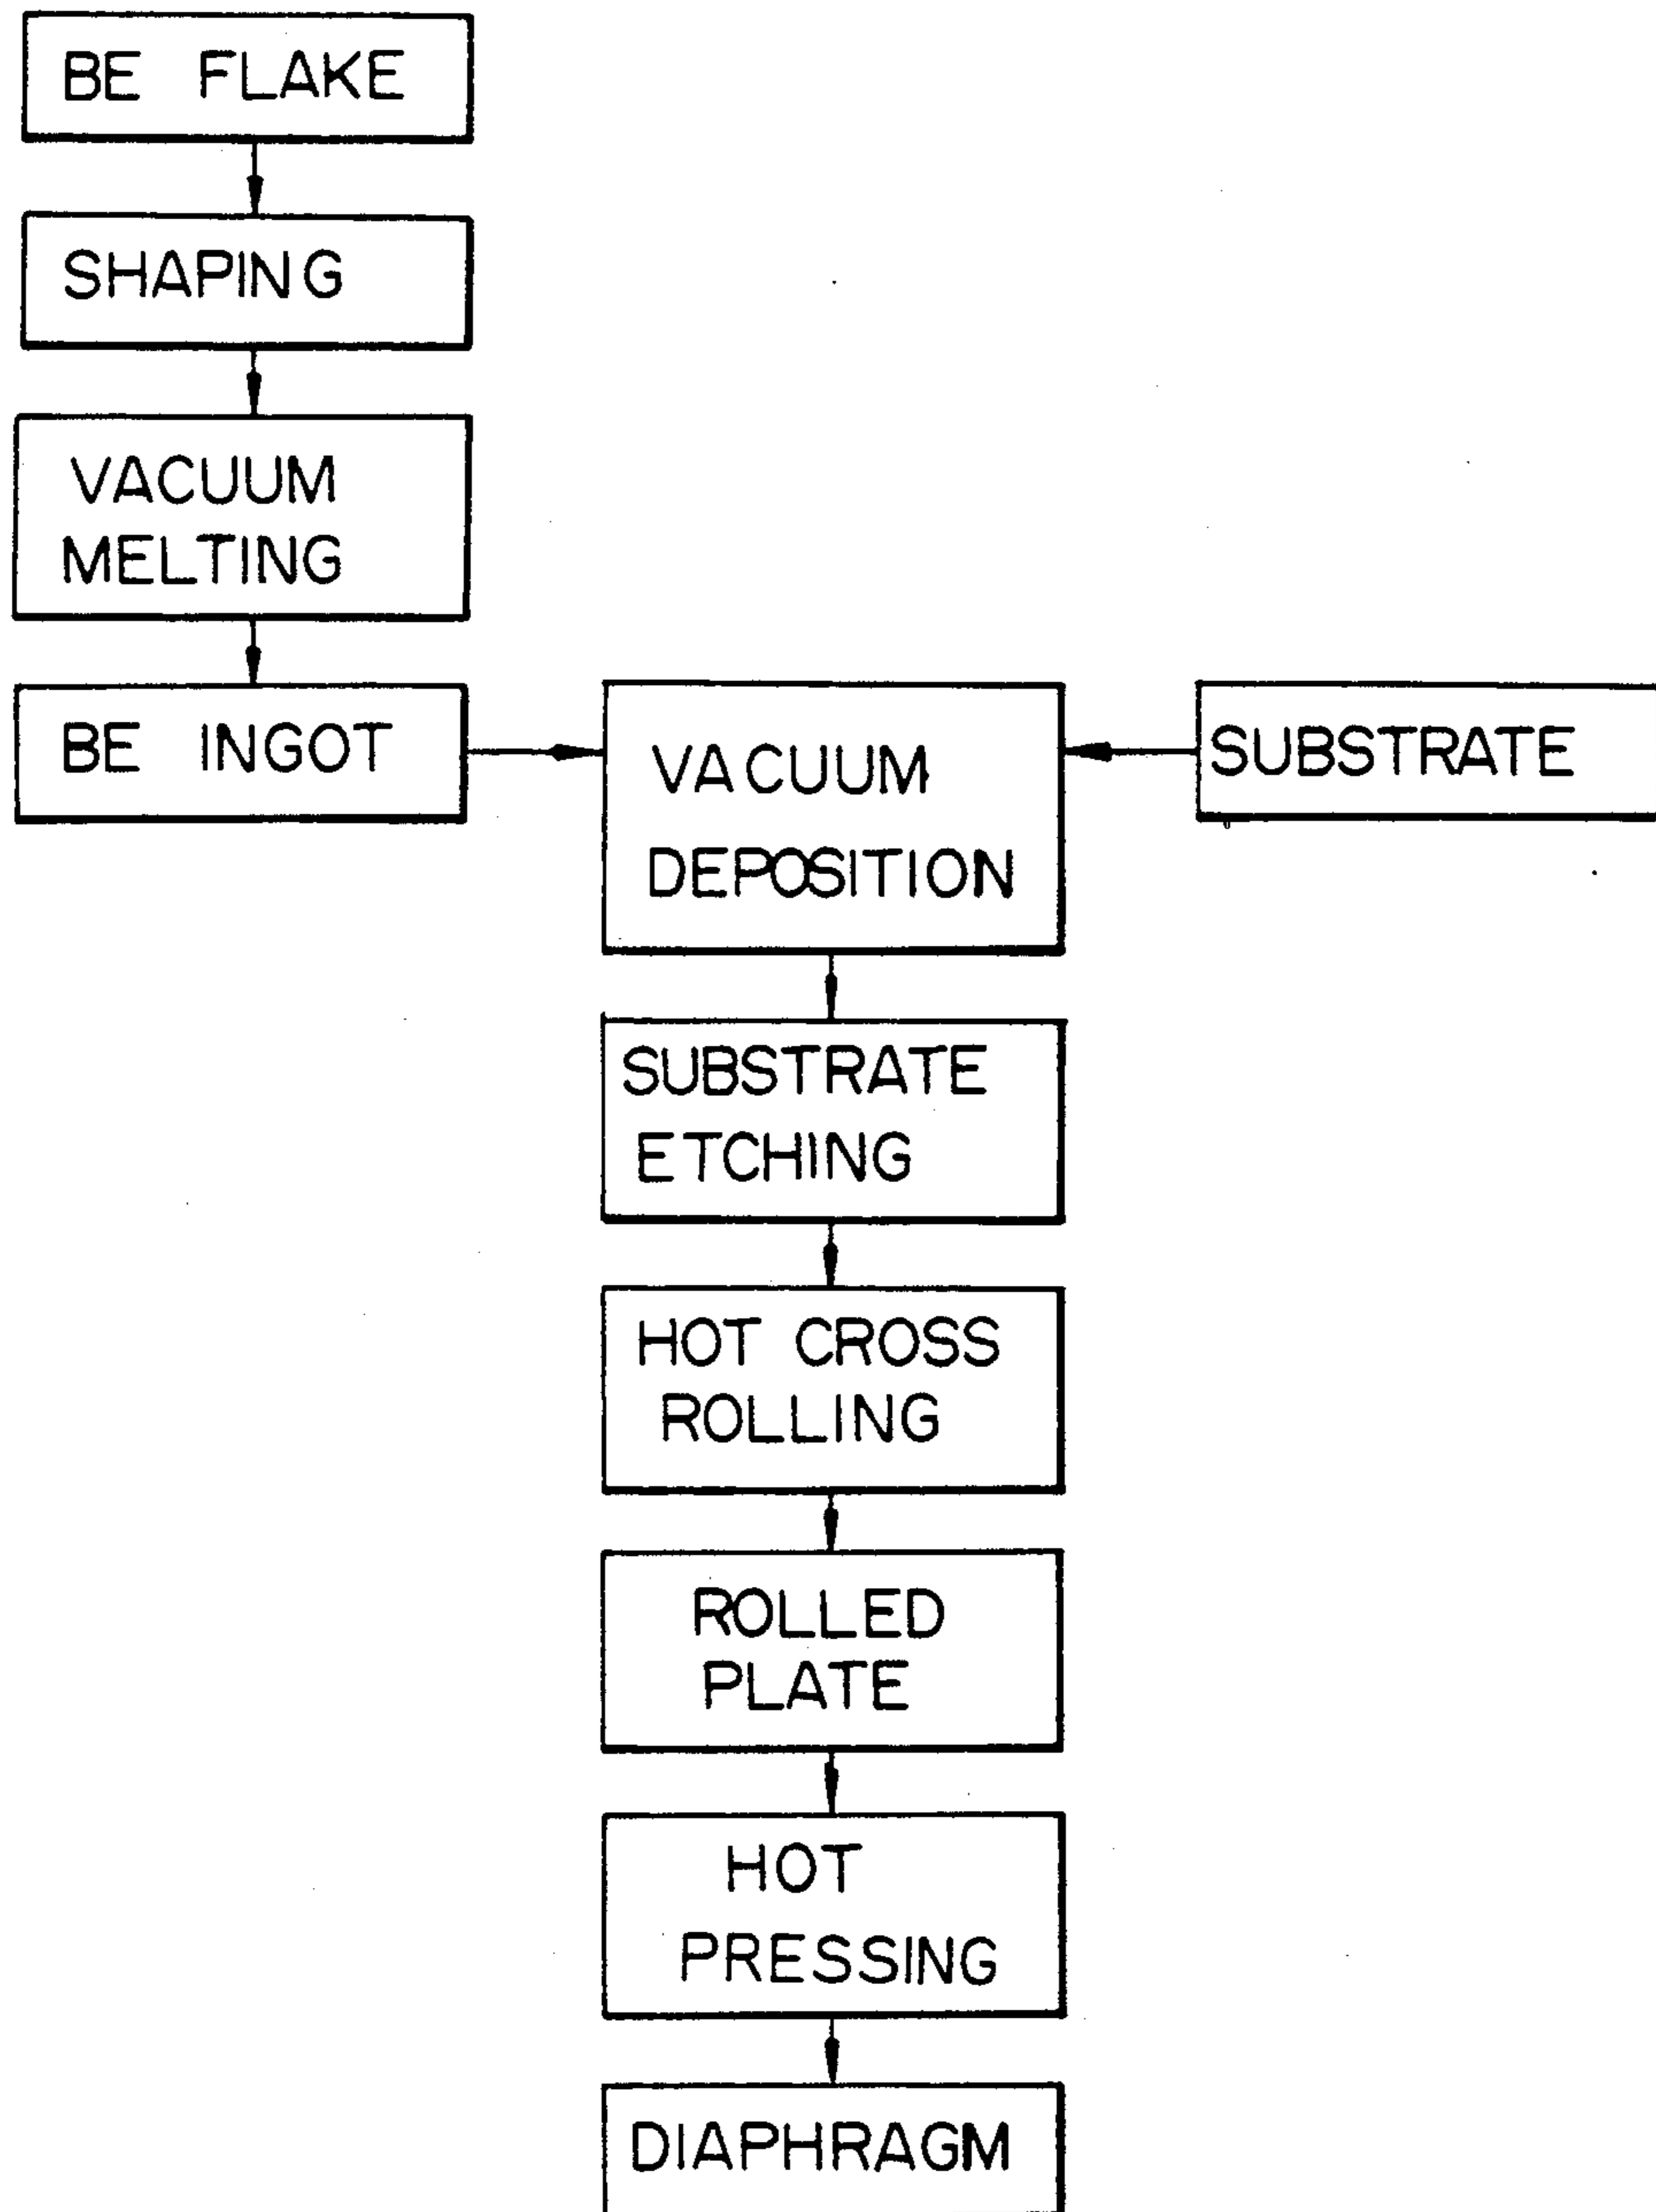 BE FLAKE
SHAPING
VACUUM
MELTING
BE INGOT
VACUUM
DEPOSITION
SUBSTRATE
SUBSTRATE
ETCHING
HOT CROSS
ROLLING
ROLLED
PLATE
HOT
PRESSING
DIAPHRAGM